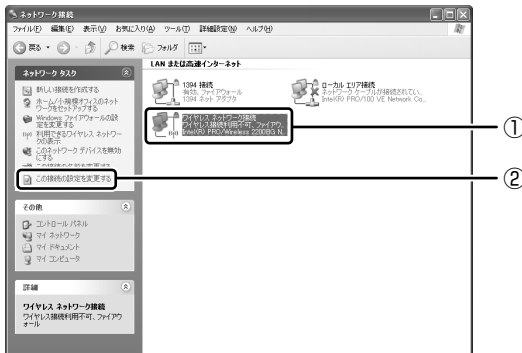 ネットワーク接続
ファイル(F) 編集(E) 表示(V) お気に入り(A) ツール(T) 詳細設定(N) ヘルプ(H)
戻る 検索 フォルダ
ネットワーク タスク
新しい接続を作成する
ホーム/小規模オフィスのネットワークをセットアップする
Windows ファイアウォールの設定を変更する
利用できるワイヤレス ネットワークの表示
このネットワーク デバイスを無効にする
この接続の名前を変更する
この接続の設定を変更する
その他
コントロール パネル
マイ ネットワーク
マイ ドキュメント
マイ コンピュータ
詳細
ワイヤレス ネットワーク接続
ワイヤレス接続利用不可、ファイアウォール
LAN または高速インターネット
1394 接続
有効、ファイアウォール
1394 ネット アダプタ
ローカル エリア接続
ネットワーク ケーブルが接続されてい...
Intel(R) PRO/100 VE Network Co...
ワイヤレス ネットワーク接続
ワイヤレス接続利用不可、ファイアウ...
Intel(R) PRO/Wireless 2200BG N...
①
②